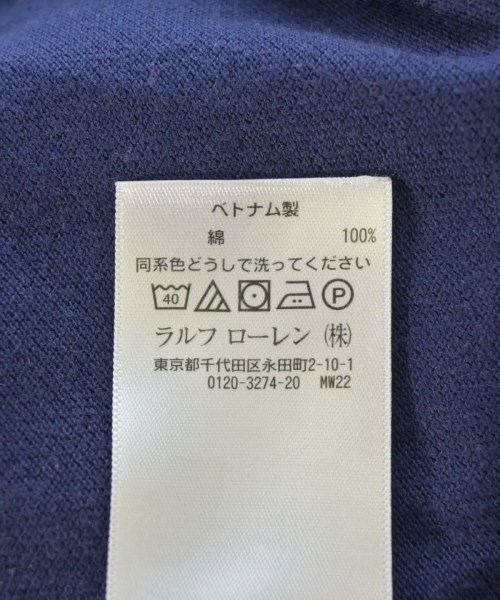 ベトナム製
綿 100%
同系色どうしで洗ってください
40 P
ラルフ ローレン (株)
東京都千代田区永田町2-10-1
0120-3274-20 MW22